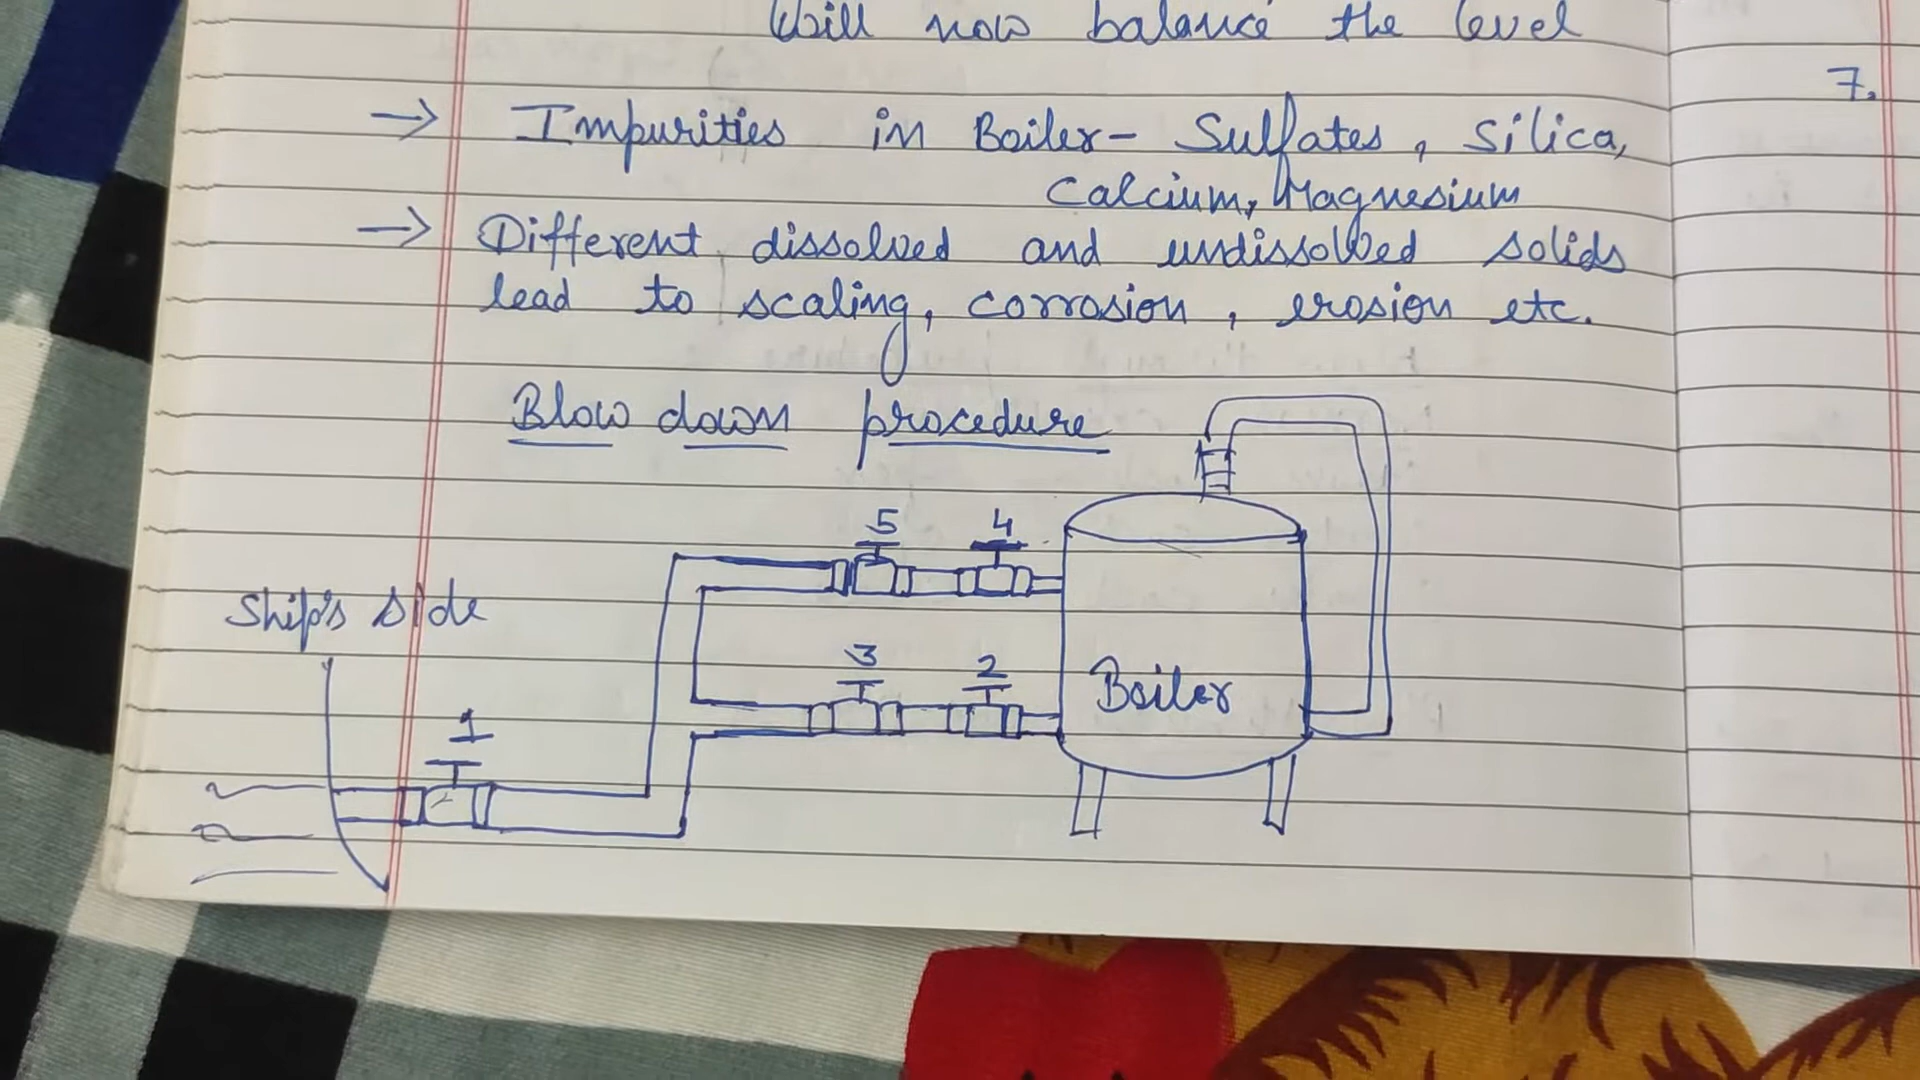 Will now balance the level
7.
→ Impurities in Boiler- Sulfates, Silica,
Calcium, Magnesium
→ Different dissolved and undissolved solids
lead to scaling, corrosion, erosion etc.
Blow down procedure
5 4
Ship's side
3 2
Boiler
1